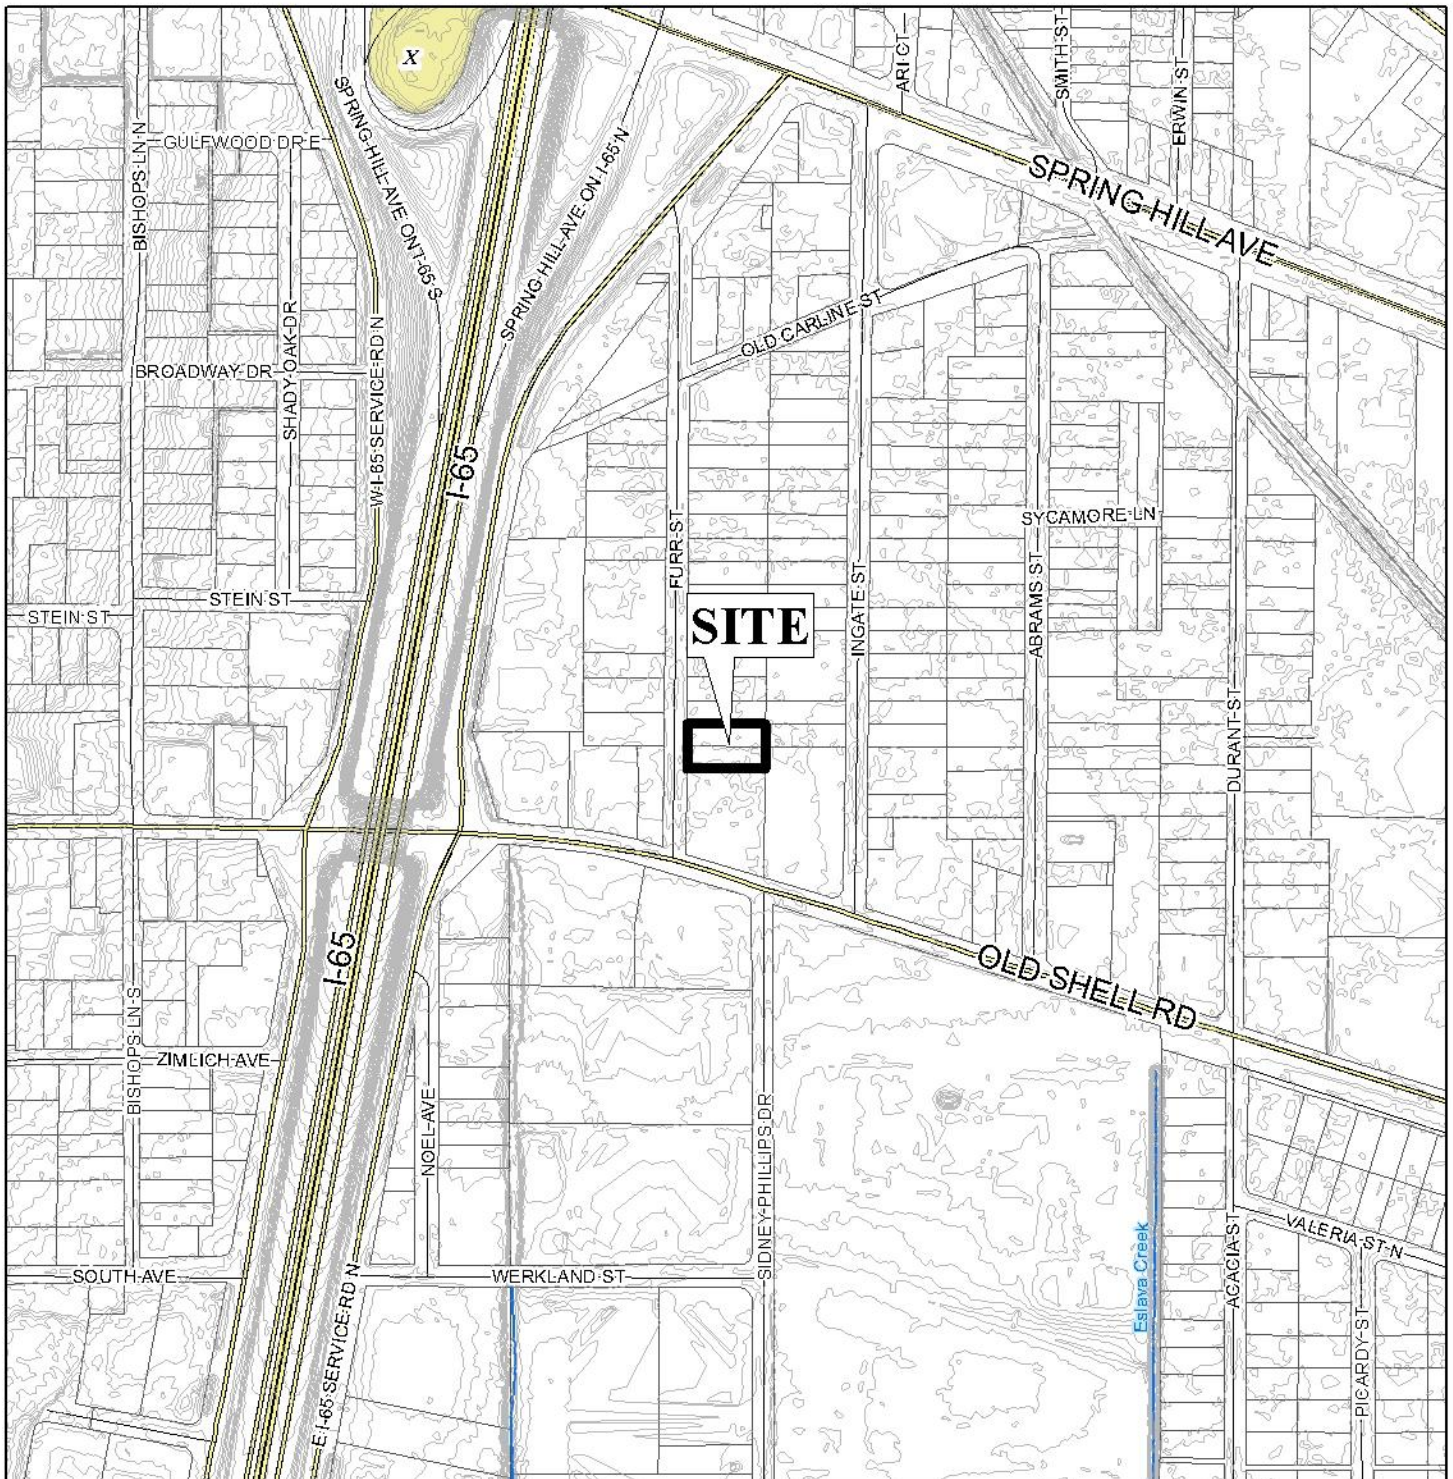 X
ARI CT
SMITH ST
ERWIN ST
BISHOPS LN N
GULFWOOD DR E
SPRING HILL AVE ONT I-65 S
SPRING HILL AVE ON I-65 N
SPRING HILL AVE
SHADY OAK DR
BROADWAY DR
W I-65 SERVICE RD N
OLD CARLINE ST
I-65
FURR ST
INGATE ST
ABRAMS ST
SYCAMORE LN
STEIN ST
STEIN ST
SITE
DURANT ST
I-65
OLD SHELL RD
BISHOPS LN S
ZIMLICH AVE
NOEL AVE
SIDNEY PHILLIPS DR
Eslava Creek
ACACIA ST
VALERIA ST N
PICARDY ST
SOUTH AVE
WERKLAND ST
E I-65 SERVICE RD N